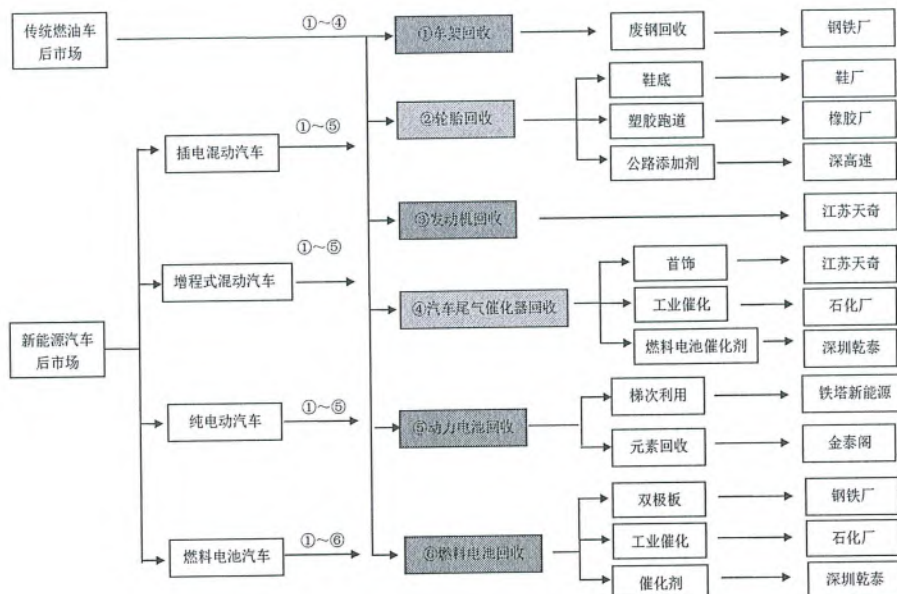 传统燃油车
后市场
①～④
①车架回收
废钢回收
钢铁厂
鞋底
鞋厂
②轮胎回收
塑胶跑道
橡胶厂
公路添加剂
深高速
插电混动汽车
①～⑤
③发动机回收
江苏天奇
增程式混动汽车
①～⑤
④汽车尾气催化器回收
首饰
江苏天奇
工业催化
石化厂
燃料电池催化剂
深圳乾泰
新能源汽车
后市场
纯电动汽车
①～⑤
⑤动力电池回收
梯次利用
铁塔新能源
元素回收
金泰阁
燃料电池汽车
①～⑥
⑥燃料电池回收
双极板
钢铁厂
工业催化
石化厂
催化剂
深圳乾泰